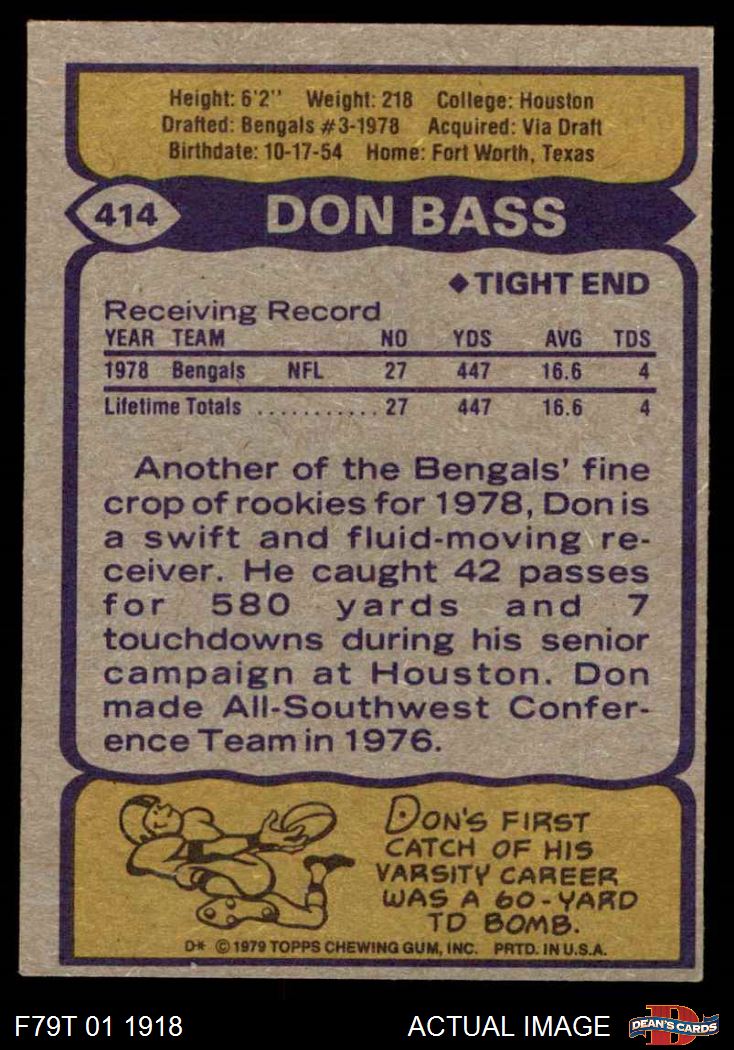 Height: 6'2" Weight: 218 College: Houston
Drafted: Bengals #3-1978 Acquired: Via Draft
Birthdate: 10-17-54 Home: Fort Worth, Texas
414 DON BASS
◆TIGHT END
Receiving Record
YEAR TEAM NO YDS AVG TDS
1978 Bengals NFL 27 447 16.6 4
Lifetime Totals ........... 27 447 16.6 4
Another of the Bengals' fine
crop of rookies for 1978, Don is
a swift and fluid-moving re-
ceiver. He caught 42 passes
for 580 yards and 7
touchdowns during his senior
campaign at Houston. Don
made All-Southwest Confer-
ence Team in 1976.
DON'S FIRST
CATCH OF HIS
VARSITY CAREER
WAS A 60-YARD
TD BOMB.
D* © 1979 TOPPS CHEWING GUM, INC. PRTD. IN U.S.A.
F79T 01 1918 ACTUAL IMAGE D DEAN'S CARDS